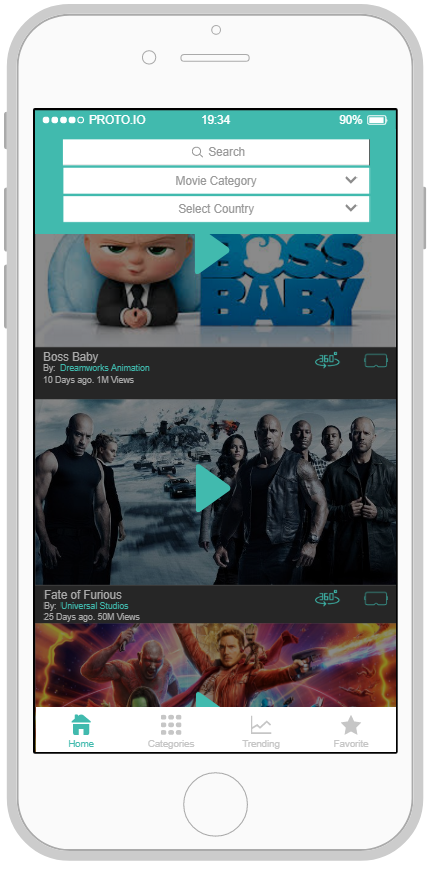 PROTO.IO 19:34 90%
Search
Movie Category
Select Country
BOSS
BABY
Boss Baby
360°
By: Dreamworks Animation
10 Days ago. 1M Views
Fate of Furious
360°
By: Universal Studios
25 Days ago. 50M Views
Home Categories Trending Favorite